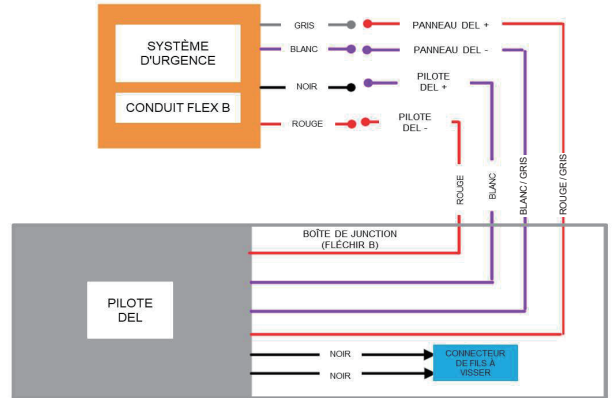 SYSTÈME
D'URGENCE
CONDUIT FLEX B
GRIS
BLANC
NOIR
ROUGE
PANNEAU DEL +
PANNEAU DEL -
PILOTE
DEL +
PILOTE
DEL -
ROUGE
BLANC
BLANC / GRIS
ROUGE / GRIS
BOÎTE DE JUNCTION
(FLÉCHIR B)
PILOTE
DEL
NOIR
NOIR
CONNECTEUR
DE FILS À
VISSER